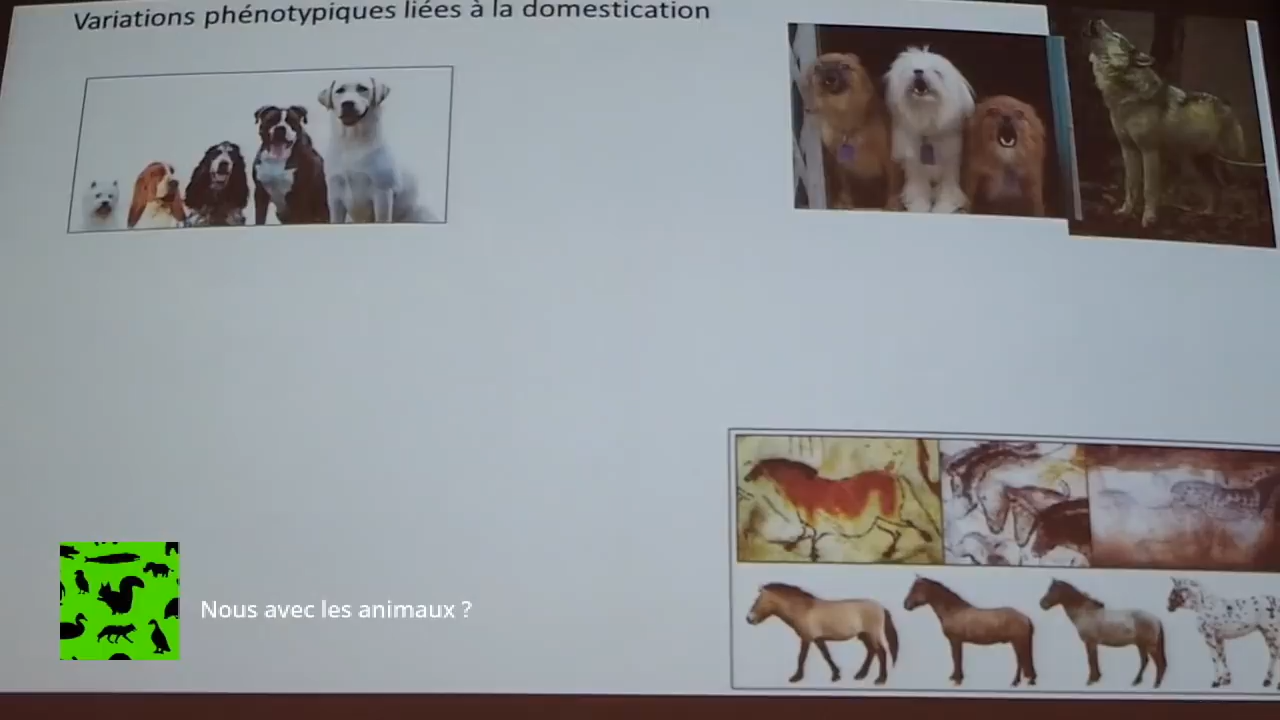 Variations phénotypiques liées à la domestication
Nous avec les animaux ?